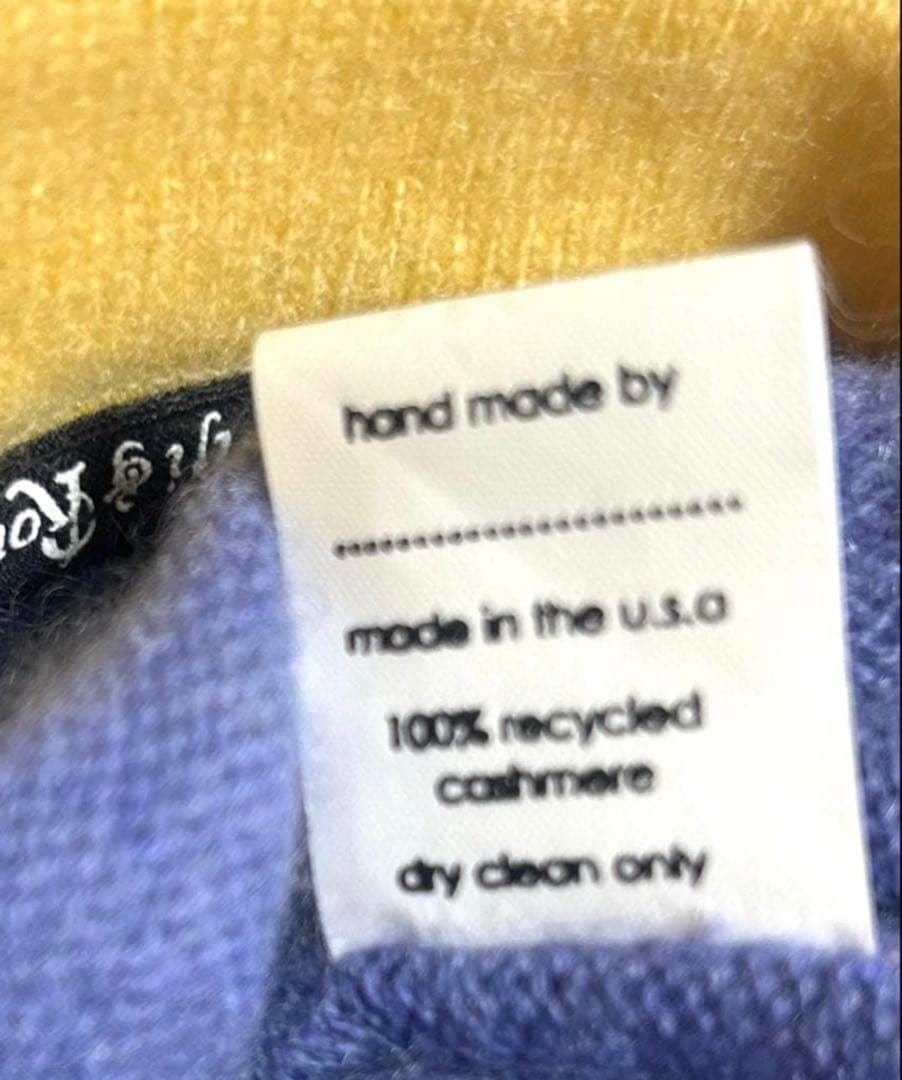 hand made by
........................
made in the u.s.a
100% recycled
cashmere
dry clean only